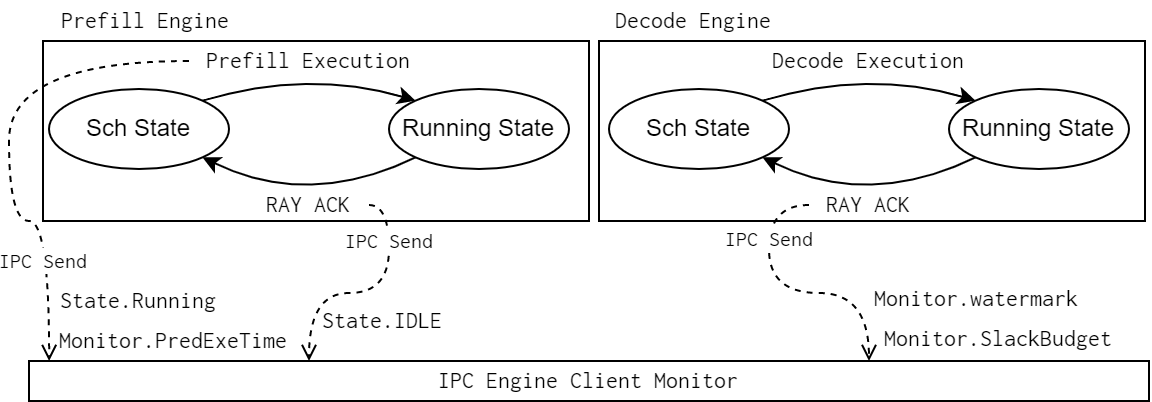 Prefill Engine
Decode Engine
Prefill Execution
Decode Execution
Sch State
Running State
Sch State
Running State
RAY ACK
RAY ACK
IPC Send
IPC Send
IPC Send
State.Running
Monitor.watermark
State.IDLE
Monitor.PredExeTime
Monitor.SlackBudget
IPC Engine Client Monitor